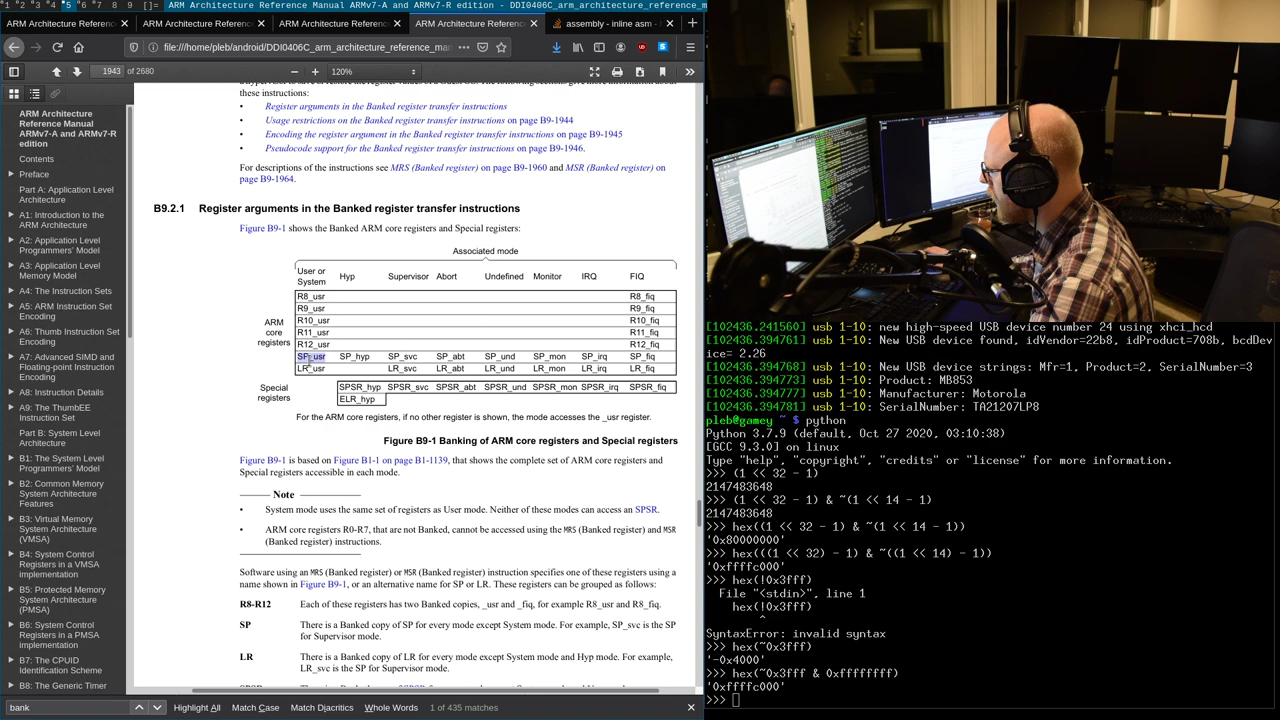 1 2 3 4 5 6 7 8 9 []= ARM Architecture Reference Manual ARMv7-A and ARMv7-R edition - DDI0406C_arm_architecture_reference_m
ARM Architecture Referenc
ARM Architecture Referenc
ARM Architecture Referenc
ARM Architecture Referenc
assembly - inline asm -
file:///home/pleb/android/DDI0406C_arm_architecture_reference_ma
1943 of 2680
120%
ARM Architecture
Reference Manual
ARMv7-A and ARMv7-R
edition
Contents
Preface
Part A: Application Level
Architecture
A1: Introduction to the
ARM Architecture
A2: Application Level
Programmers' Model
A3: Application Level
Memory Model
A4: The Instruction Sets
A5: ARM Instruction Set
Encoding
A6: Thumb Instruction Set
Encoding
A7: Advanced SIMD and
Floating-point Instruction
Encoding
A8: Instruction Details
A9: The ThumbEE
Instruction Set
Part B: System Level
Architecture
B1: The System Level
Programmers' Model
B2: Common Memory
System Architecture
Features
B3: Virtual Memory
System Architecture
(VMSA)
B4: System Control
Registers in a VMSA
implementation
B5: Protected Memory
System Architecture
(PMSA)
B6: System Control
Registers in a PMSA
implementation
B7: The CPUID
Identification Scheme
B8: The Generic Timer
these instructions:
• Register arguments in the Banked register transfer instructions
• Usage restrictions on the Banked register transfer instructions on page B9-1944
• Encoding the register argument in the Banked register transfer instructions on page B9-1945
• Pseudocode support for the Banked register transfer instructions on page B9-1946.
For descriptions of the instructions see MRS (Banked register) on page B9-1960 and MSR (Banked register) on
page B9-1964.
B9.2.1 Register arguments in the Banked register transfer instructions
Figure B9-1 shows the Banked ARM core registers and Special registers:
Associated mode
User or
System Hyp Supervisor Abort Undefined Monitor IRQ FIQ
ARM
core
registers
R8_usr R8_fiq
R9_usr R9_fiq
R10_usr R10_fiq
R11_usr R11_fiq
R12_usr R12_fiq
SP_usr SP_hyp SP_svc SP_abt SP_und SP_mon SP_irq SP_fiq
LR_usr LR_svc LR_abt LR_und LR_mon LR_irq LR_fiq
Special
registers
SPSR_hyp SPSR_svc SPSR_abt SPSR_und SPSR_mon SPSR_irq SPSR_fiq
ELR_hyp
For the ARM core registers, if no other register is shown, the mode accesses the _usr register.
Figure B9-1 Banking of ARM core registers and Special registers
Figure B9-1 is based on Figure B1-1 on page B1-1139, that shows the complete set of ARM core registers and
Special registers accessible in each mode.
Note
• System mode uses the same set of registers as User mode. Neither of these modes can access an SPSR.
• ARM core registers R0-R7, that are not Banked, cannot be accessed using the MRS (Banked register) and MSR
(Banked register) instructions.
Software using an MRS (Banked register) or MSR (Banked register) instruction specifies one of these registers using a
name shown in Figure B9-1, or an alternative name for SP or LR. These registers can be grouped as follows:
R8-R12 Each of these registers has two Banked copies, _usr and _fiq, for example R8_usr and R8_fiq.
SP There is a Banked copy of SP for every mode except System mode. For example, SP_svc is the SP
for Supervisor mode.
LR There is a Banked copy of LR for every mode except System mode and Hyp mode. For example,
LR_svc is the SP for Supervisor mode.
bank
Highlight All Match Case Match Diacritics Whole Words 1 of 435 matches
[102436.241560] usb 1-10: new high-speed USB device number 24 using xhci_hcd
[102436.394761] usb 1-10: New USB device found, idVendor=22b8, idProduct=708b, bcdDev
ice= 2.26
[102436.394768] usb 1-10: New USB device strings: Mfr=1, Product=2, SerialNumber=3
[102436.394773] usb 1-10: Product: MB853
[102436.394777] usb 1-10: Manufacturer: Motorola
[102436.394781] usb 1-10: SerialNumber: TA21207LP8
pleb@gamey ~ $ python
Python 3.7.9 (default, Oct 27 2020, 03:10:38)
[GCC 9.3.0] on linux
Type "help", "copyright", "credits" or "license" for more information.
>>> (1 << 32 - 1)
2147483648
>>> (1 << 32 - 1) & ~(1 << 14 - 1)
2147483648
>>> hex((1 << 32 - 1) & ~(1 << 14 - 1))
'0x80000000'
>>> hex(((1 << 32) - 1) & ~((1 << 14) - 1))
'0xffffc000'
>>> hex(!0x3fff)
File "<stdin>", line 1
hex(!0x3fff)
^
SyntaxError: invalid syntax
>>> hex(~0x3fff)
'-0x4000'
>>> hex(~0x3fff & 0xffffffff)
'0xffffc000'
>>>